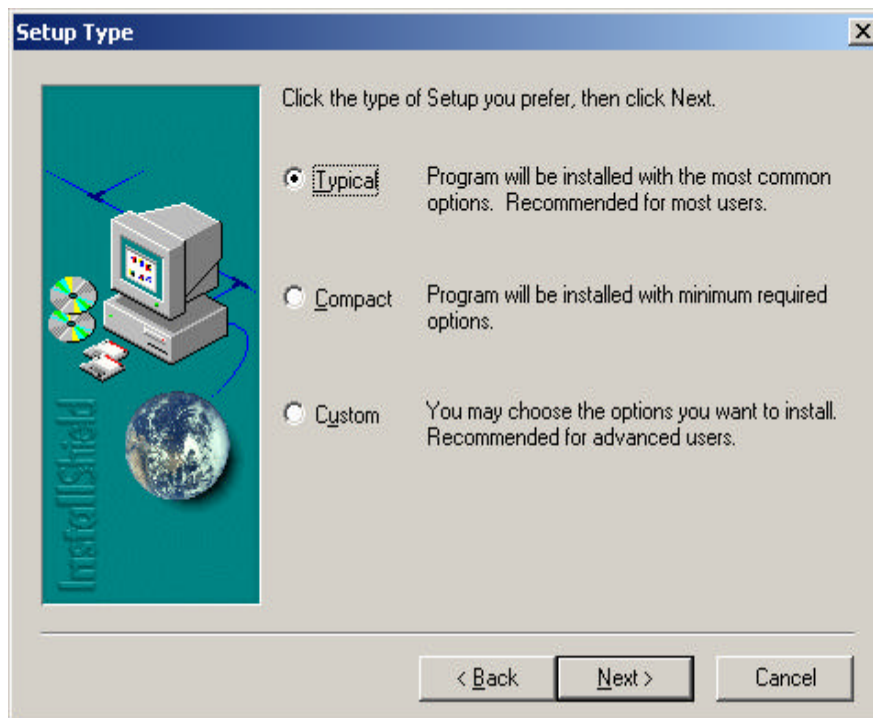 Setup Type
Click the type of Setup you prefer, then click Next.
Typical
Program will be installed with the most common
options.  Recommended for most users.
Compact
Program will be installed with minimum required
options.
Custom
You may choose the options you want to install.
Recommended for advanced users.
InstallShield
< Back
Next >
Cancel